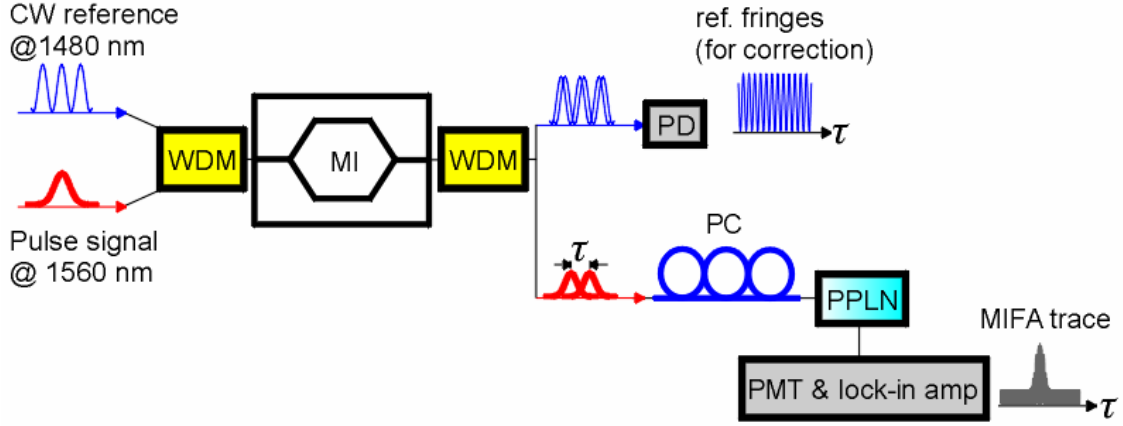 CW reference
@1480 nm
WDM
MI
WDM
PD
ref. fringes
(for correction)
τ
Pulse signal
@ 1560 nm
τ
PC
PPLN
PMT & lock-in amp
MIFA trace
τ